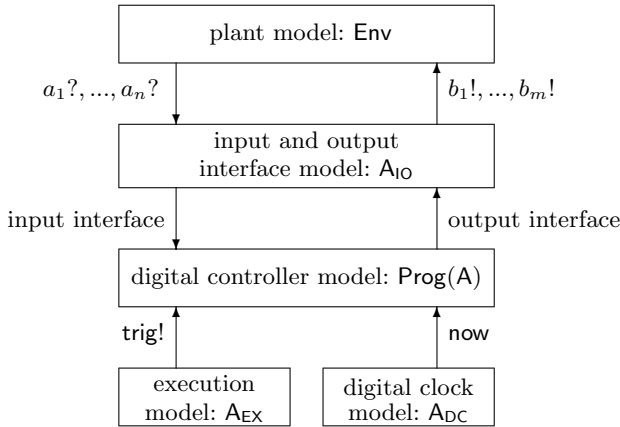 plant model: Env
a₁?, ..., aₙ?
b₁!, ..., bₘ!
input and output
interface model: A_IO
input interface
output interface
digital controller model: Prog(A)
trig!
now
execution
model: A_EX
digital clock
model: A_DC